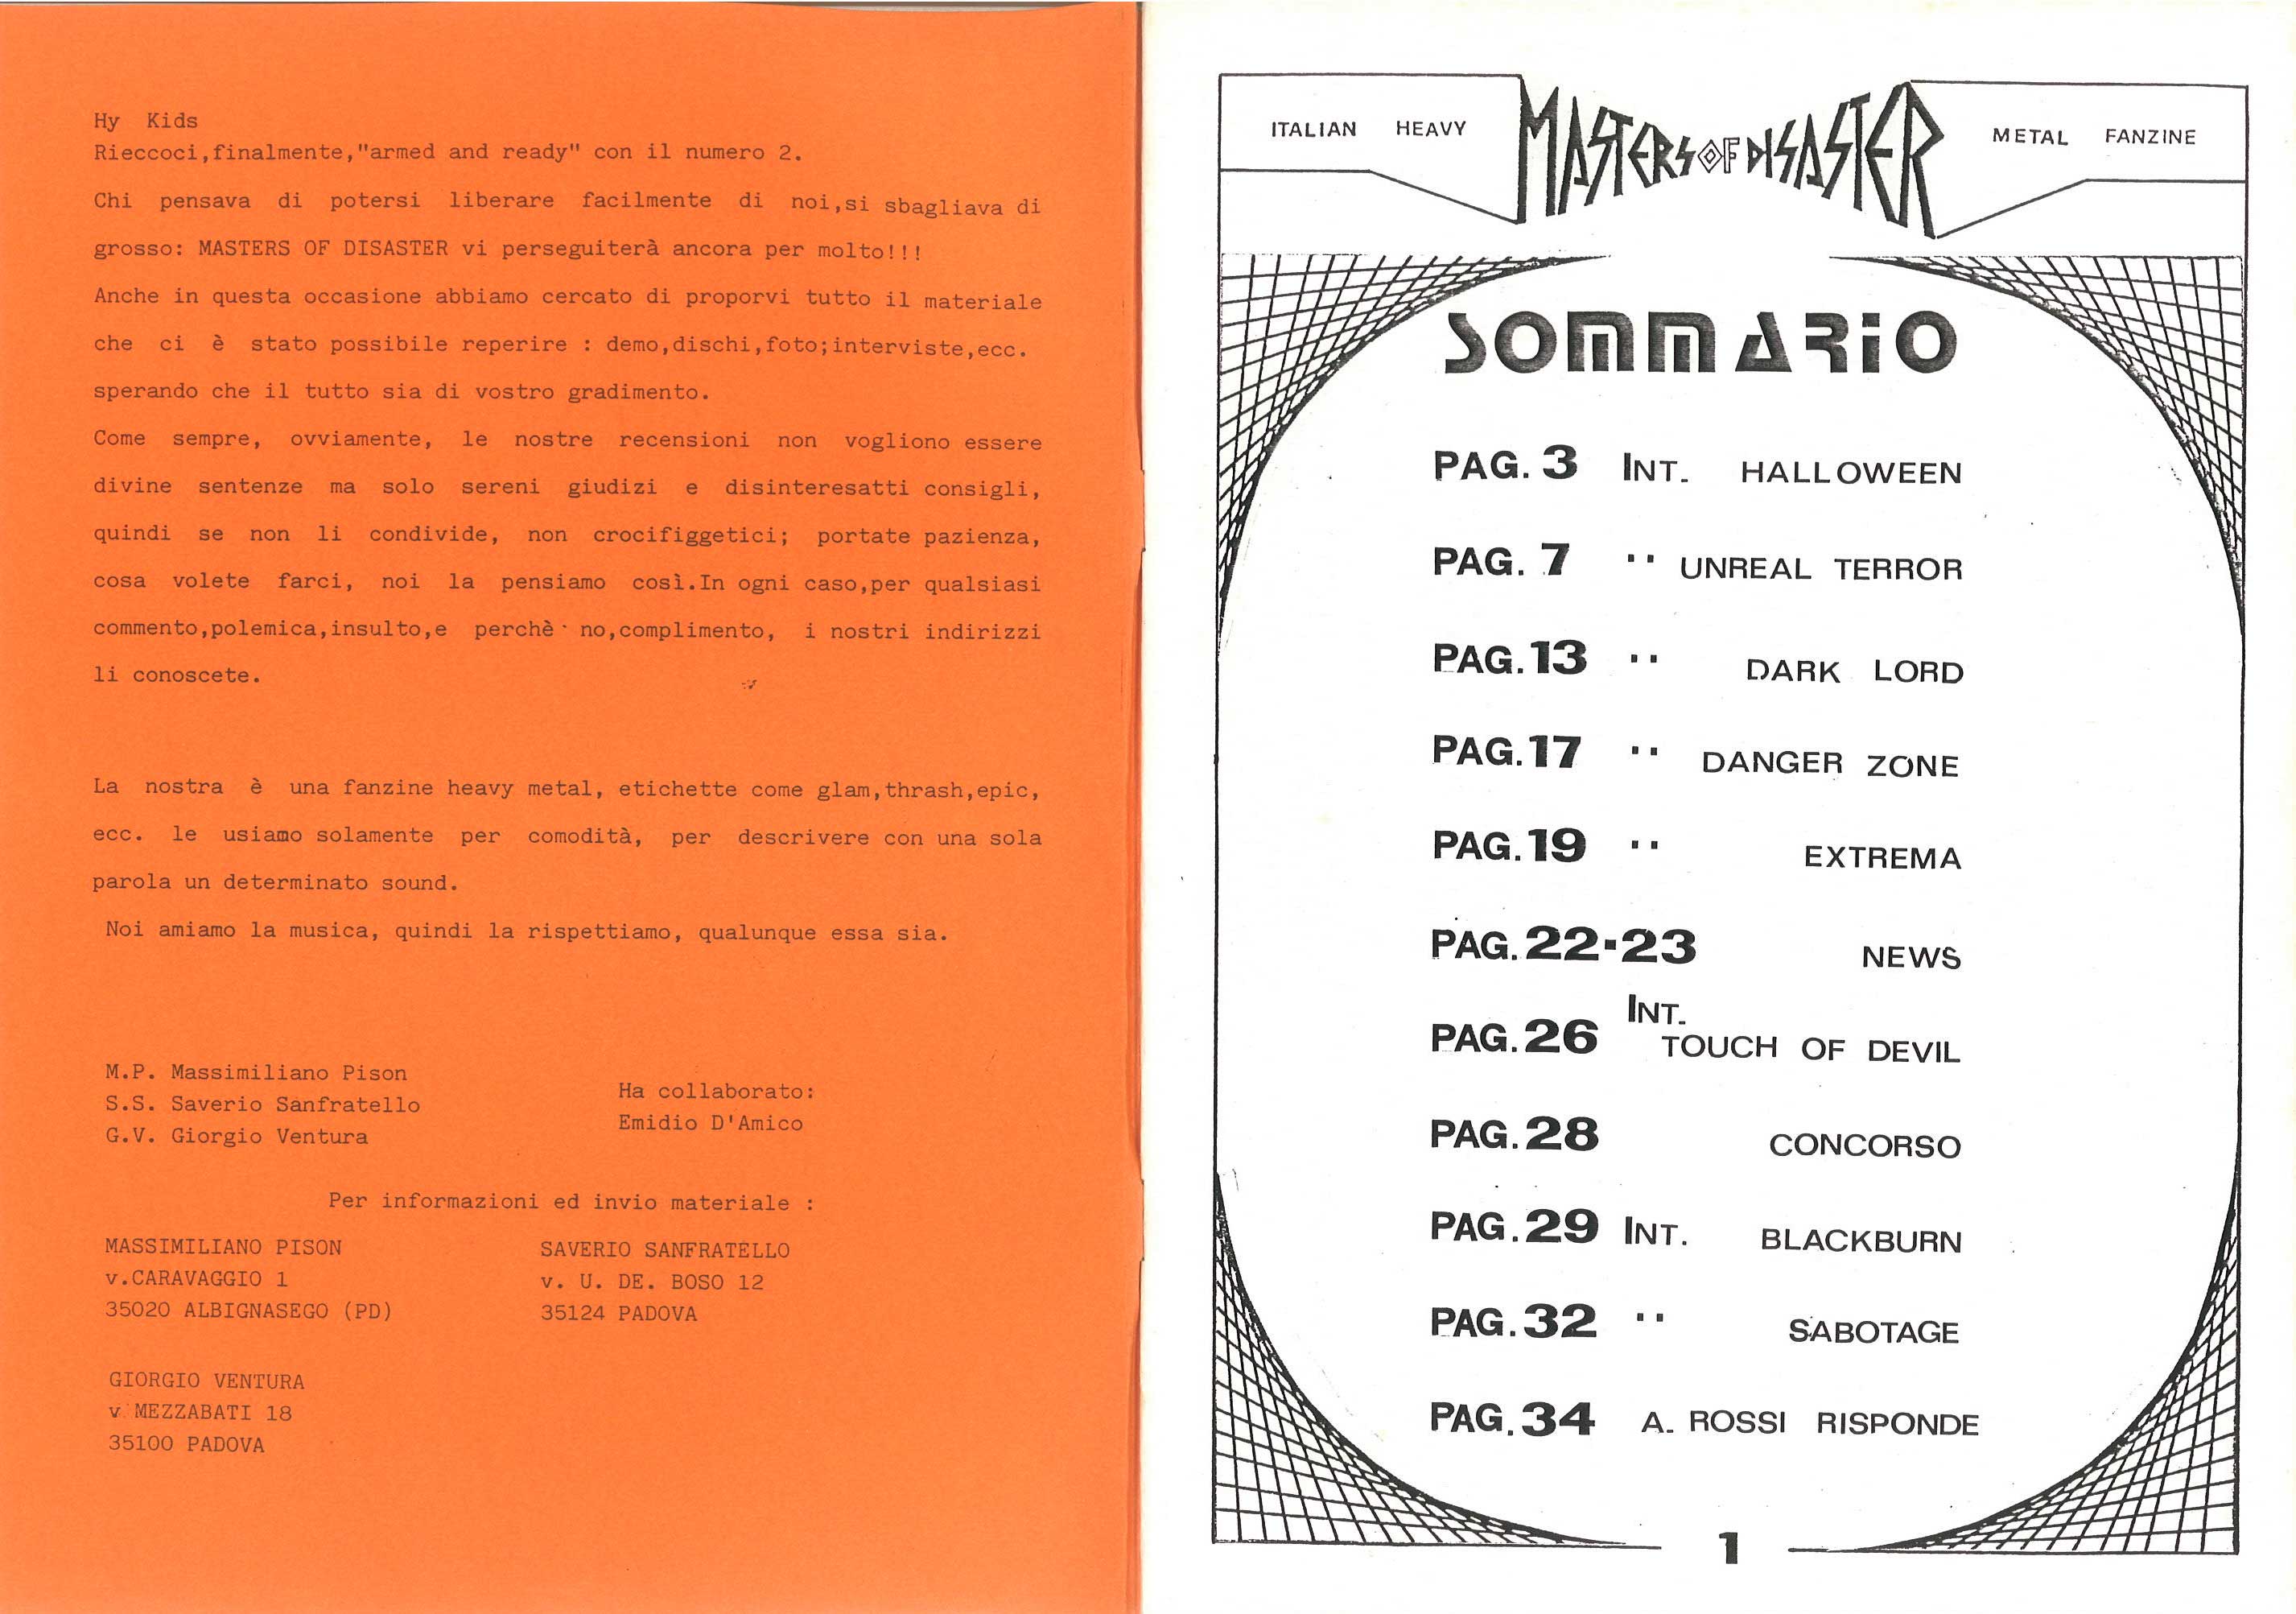 Hy Kids
Rieccoci,finalmente,"armed and ready" con il numero 2.
Chi pensava di potersi liberare facilmente di noi,si sbagliava di
grosso: MASTERS OF DISASTER vi perseguiterà ancora per molto!!!
Anche in questa occasione abbiamo cercato di proporvi tutto il materiale
che ci è stato possibile reperire : demo,dischi,foto;interviste,ecc.
sperando che il tutto sia di vostro gradimento.
Come sempre, ovviamente, le nostre recensioni non vogliono essere
divine sentenze ma solo sereni giudizi e disinteresatti consigli,
quindi se non li condivide, non crocifiggetici; portate pazienza,
cosa volete farci, noi la pensiamo così.In ogni caso,per qualsiasi
commento,polemica,insulto,e perchè no,complimento, i nostri indirizzi
li conoscete.
La nostra è una fanzine heavy metal, etichette come glam,thrash,epic,
ecc. le usiamo solamente per comodità, per descrivere con una sola
parola un determinato sound.
Noi amiamo la musica, quindi la rispettiamo, qualunque essa sia.
M.P. Massimiliano Pison
S.S. Saverio Sanfratello
G.V. Giorgio Ventura
Ha collaborato:
Emidio D'Amico
Per informazioni ed invio materiale :
MASSIMILIANO PISON
v.CARAVAGGIO 1
35020 ALBIGNASEGO (PD)
SAVERIO SANFRATELLO
v. U. DE. BOSO 12
35124 PADOVA
GIORGIO VENTURA
v MEZZABATI 18
35100 PADOVA
ITALIAN HEAVY MASTERS OF DISASTER METAL FANZINE
SOMMARIO
PAG. 3 INT. HALLOWEEN
PAG. 7 " UNREAL TERROR
PAG. 13 " DARK LORD
PAG. 17 " DANGER ZONE
PAG. 19 " EXTREMA
PAG. 22-23 NEWS
PAG. 26 INT. TOUCH OF DEVIL
PAG. 28 CONCORSO
PAG. 29 INT. BLACKBURN
PAG. 32 " SABOTAGE
PAG. 34 A. ROSSI RISPONDE
1